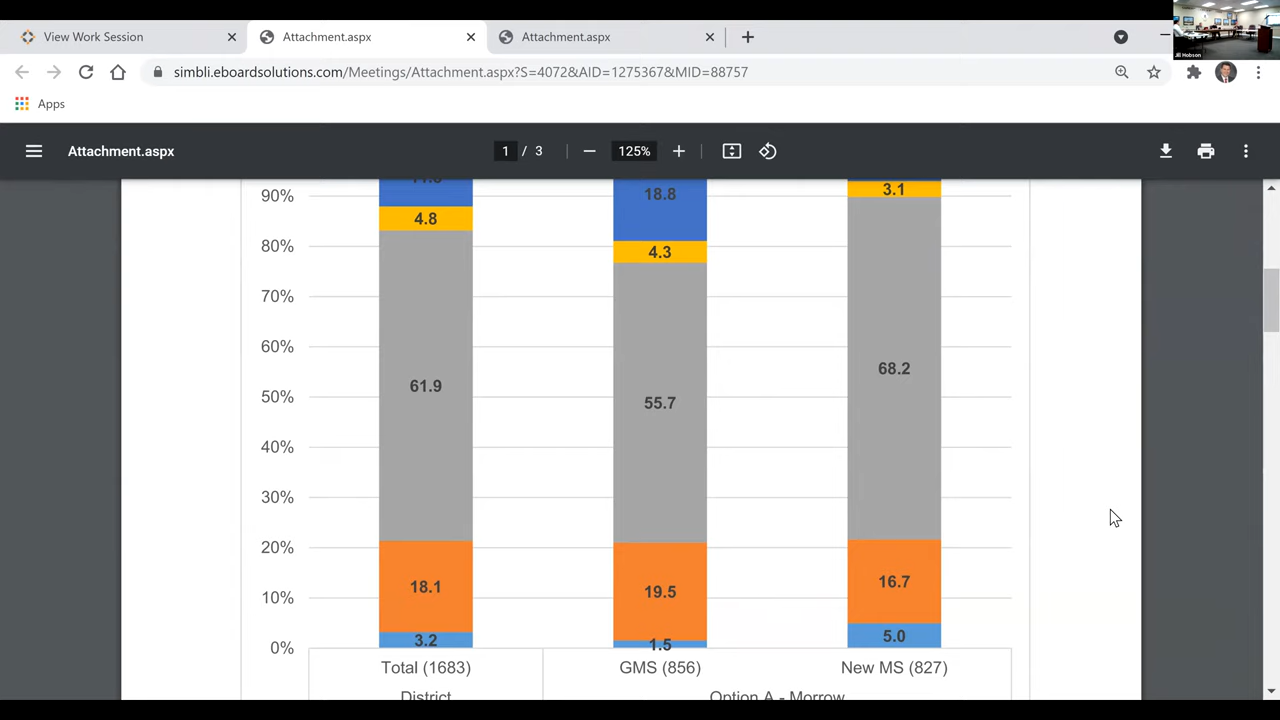 View Work Session
Attachment.aspx
Attachment.aspx
Jill Hobson
simbli.eboardsolutions.com/Meetings/Attachment.aspx?S=4072&AID=1275367&MID=88757
Apps
Attachment.aspx
1 / 3
125%
90%
18.8
3.1
4.8
80%
4.3
70%
60%
61.9
55.7
68.2
50%
40%
30%
20%
18.1
19.5
16.7
10%
3.2
1.5
5.0
0%
Total (1683)
GMS (856)
New MS (827)
District
Option A - Morrow